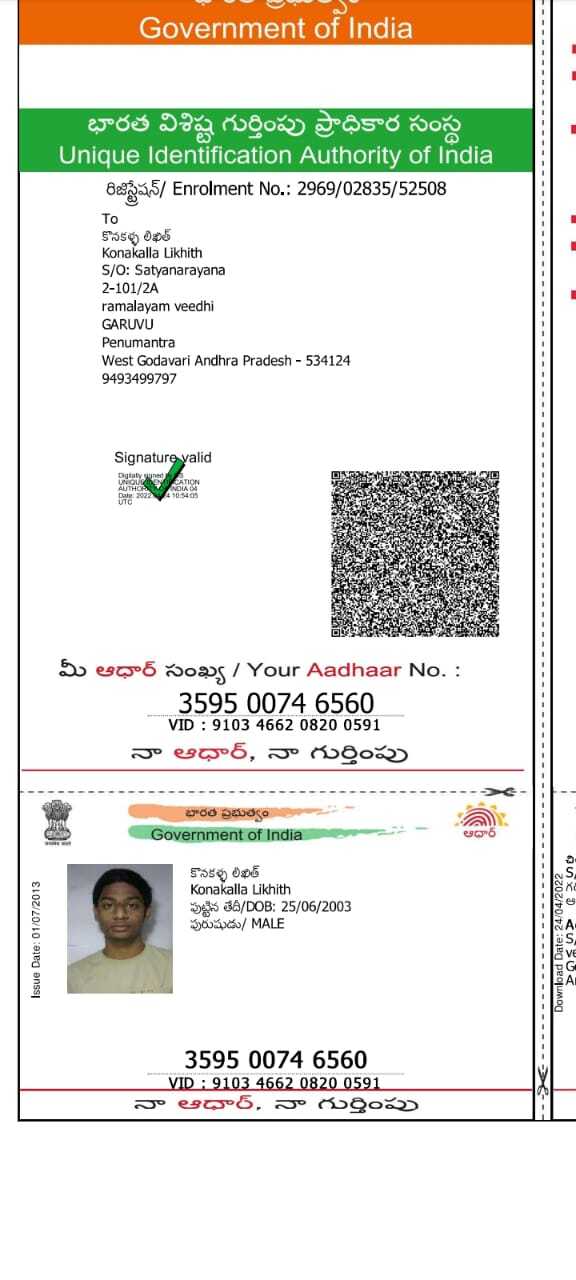 భారత ప్రభుత్వం
Government of India
భారత విశిష్ట గుర్తింపు ప్రాధికార సంస్థ
Unique Identification Authority of India
రిజిస్ట్రేషన్/ Enrolment No.: 2969/02835/52508
To
కొనకళ్ళ లిఖిత్
Konakalla Likhith
S/O: Satyanarayana
2-101/2A
ramalayam veedhi
GARUVU
Penumantra
West Godavari Andhra Pradesh - 534124
9493499797
Signature valid
Digitally signed by
UNIQUE IDENTIFICATION
AUTHORITY OF INDIA 04
Date: 2022 10:54:05
UTC
మీ ఆధార్ సంఖ్య / Your Aadhaar No. :
3595 0074 6560
VID : 9103 4662 0820 0591
నా ఆధార్, నా గుర్తింపు
భారత ప్రభుత్వం
Government of India
ఆధార్
Issue Date: 01/07/2013
కొనకళ్ళ లిఖిత్
Konakalla Likhith
పుట్టిన తేదీ/DOB: 25/06/2003
పురుషుడు/ MALE
3595 0074 6560
VID : 9103 4662 0820 0591
నా ఆధార్, నా గుర్తింపు
Download Date: 24/04/2022